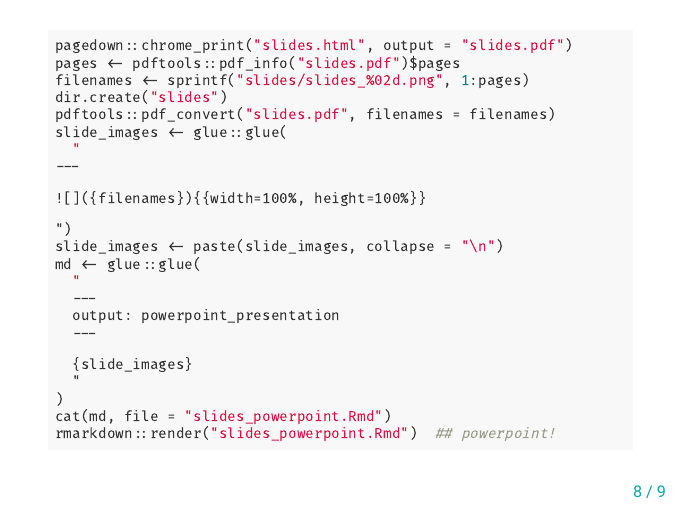 pagedown::chrome_print("slides.html", output = "slides.pdf")
pages <- pdftools::pdf_info("slides.pdf")$pages
filenames <- sprintf("slides/slides_%02d.png", 1:pages)
dir.create("slides")
pdftools::pdf_convert("slides.pdf", filenames = filenames)
slide_images <- glue::glue(
  "
---

![]({filenames}){{width=100%, height=100%}}

")
slide_images <- paste(slide_images, collapse = "\n")
md <- glue::glue(
  "
  ---
  output: powerpoint_presentation
  ---

  {slide_images}
  "
)
cat(md, file = "slides_powerpoint.Rmd")
rmarkdown::render("slides_powerpoint.Rmd")  ## powerpoint!
8 / 9